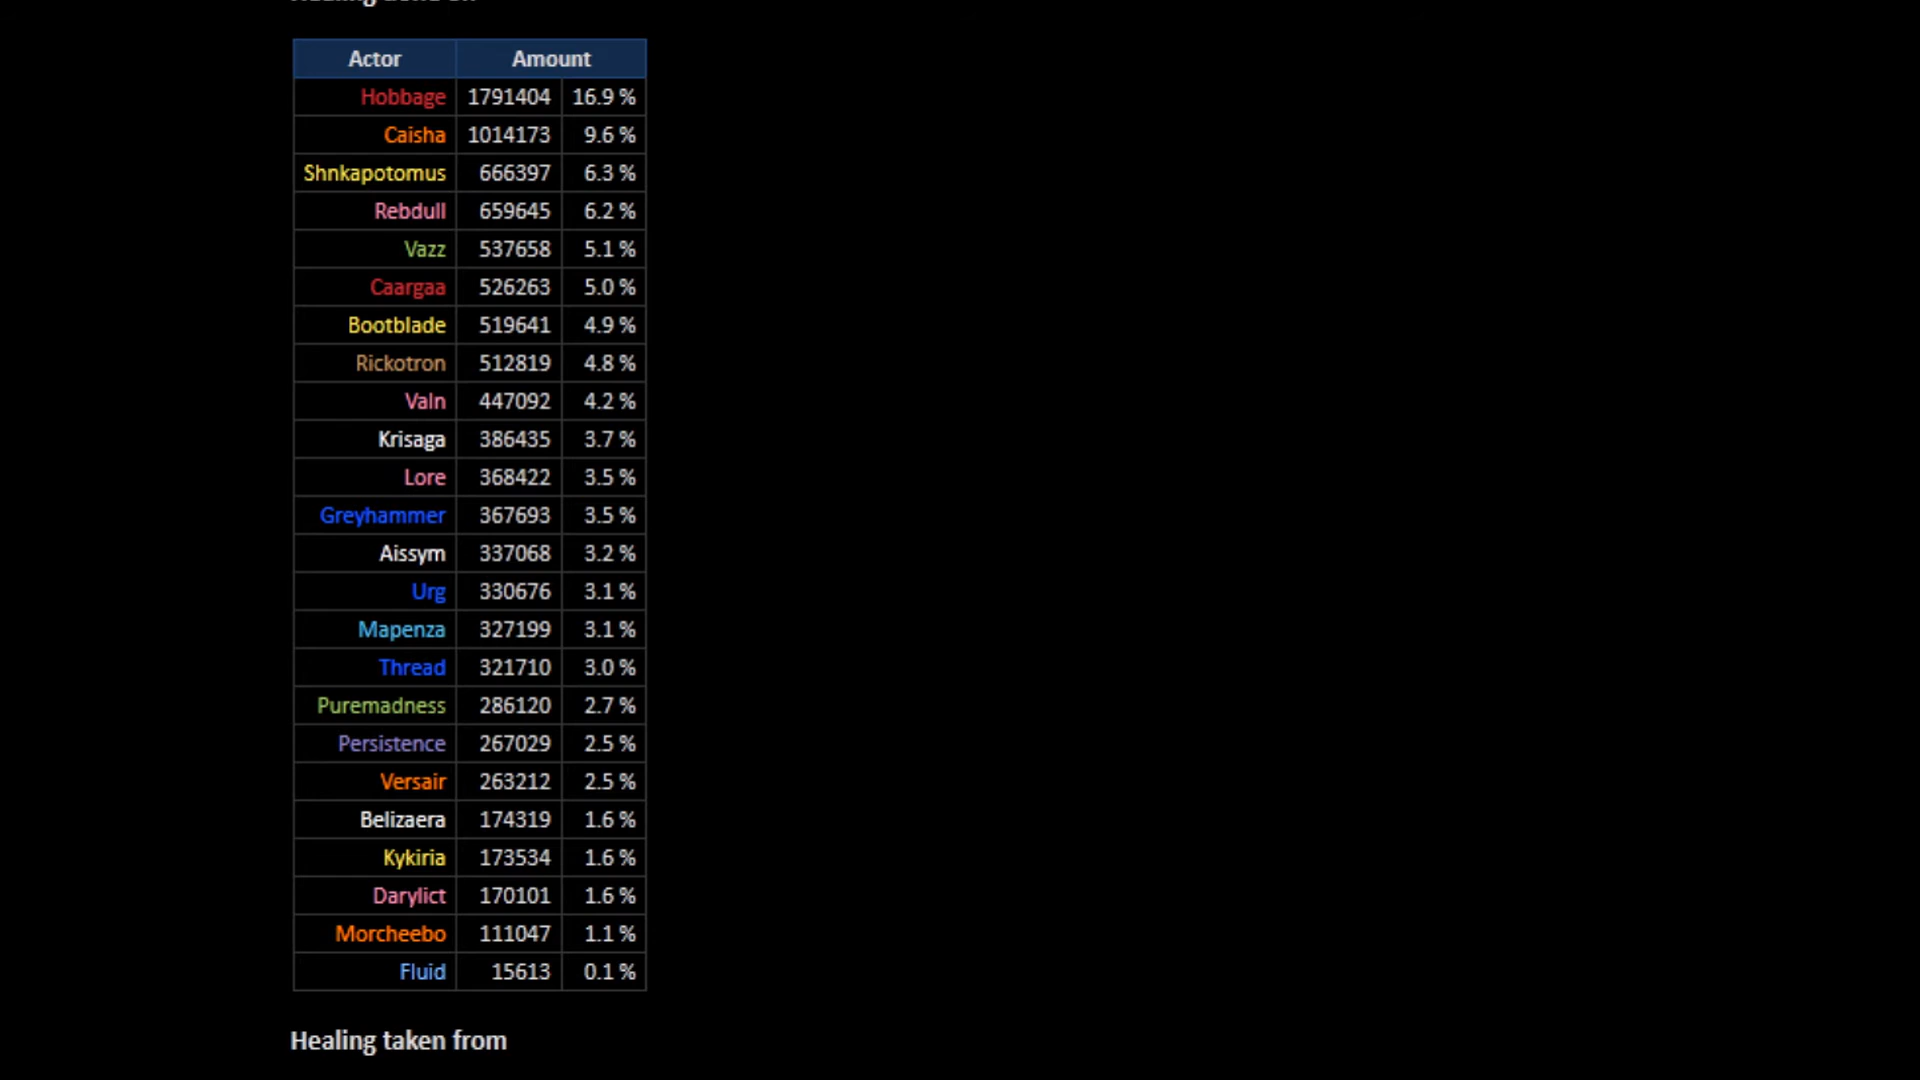 Healing done on
Actor Amount
Hobbage 1791404 16.9 %
Caisha 1014173 9.6 %
Shnkapotomus 666397 6.3 %
Rebdull 659645 6.2 %
Vazz 537658 5.1 %
Caargaa 526263 5.0 %
Bootblade 519641 4.9 %
Rickotron 512819 4.8 %
Valn 447092 4.2 %
Krisaga 386435 3.7 %
Lore 368422 3.5 %
Greyhammer 367693 3.5 %
Aissym 337068 3.2 %
Urg 330676 3.1 %
Mapenza 327199 3.1 %
Thread 321710 3.0 %
Puremadness 286120 2.7 %
Persistence 267029 2.5 %
Versair 263212 2.5 %
Belizaera 174319 1.6 %
Kykiria 173534 1.6 %
Darylict 170101 1.6 %
Morcheebo 111047 1.1 %
Fluid 15613 0.1 %
Healing taken from